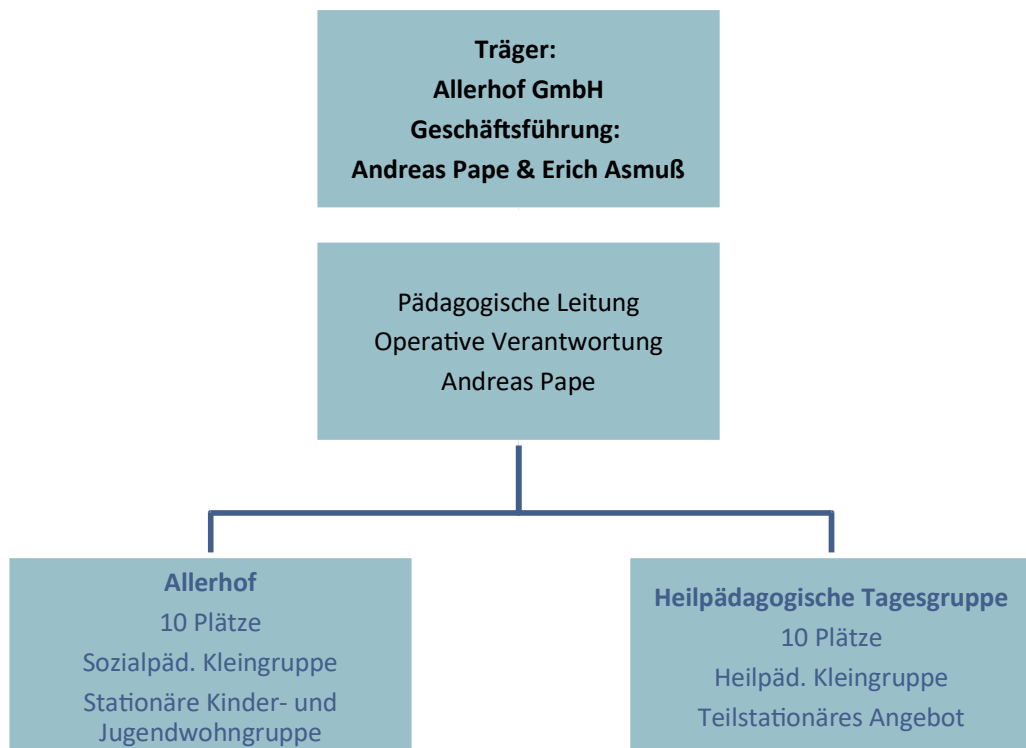 Träger:
Allerhof GmbH
Geschäftsführung:
Andreas Pape & Erich Asmuß
Pädagogische Leitung
Operative Verantwortung
Andreas Pape
Allerhof
10 Plätze
Sozialpäd. Kleingruppe
Stationäre Kinder- und
Jugendwohngruppe
Heilpädagogische Tagesgruppe
10 Plätze
Heilpäd. Kleingruppe
Teilstationäres Angebot